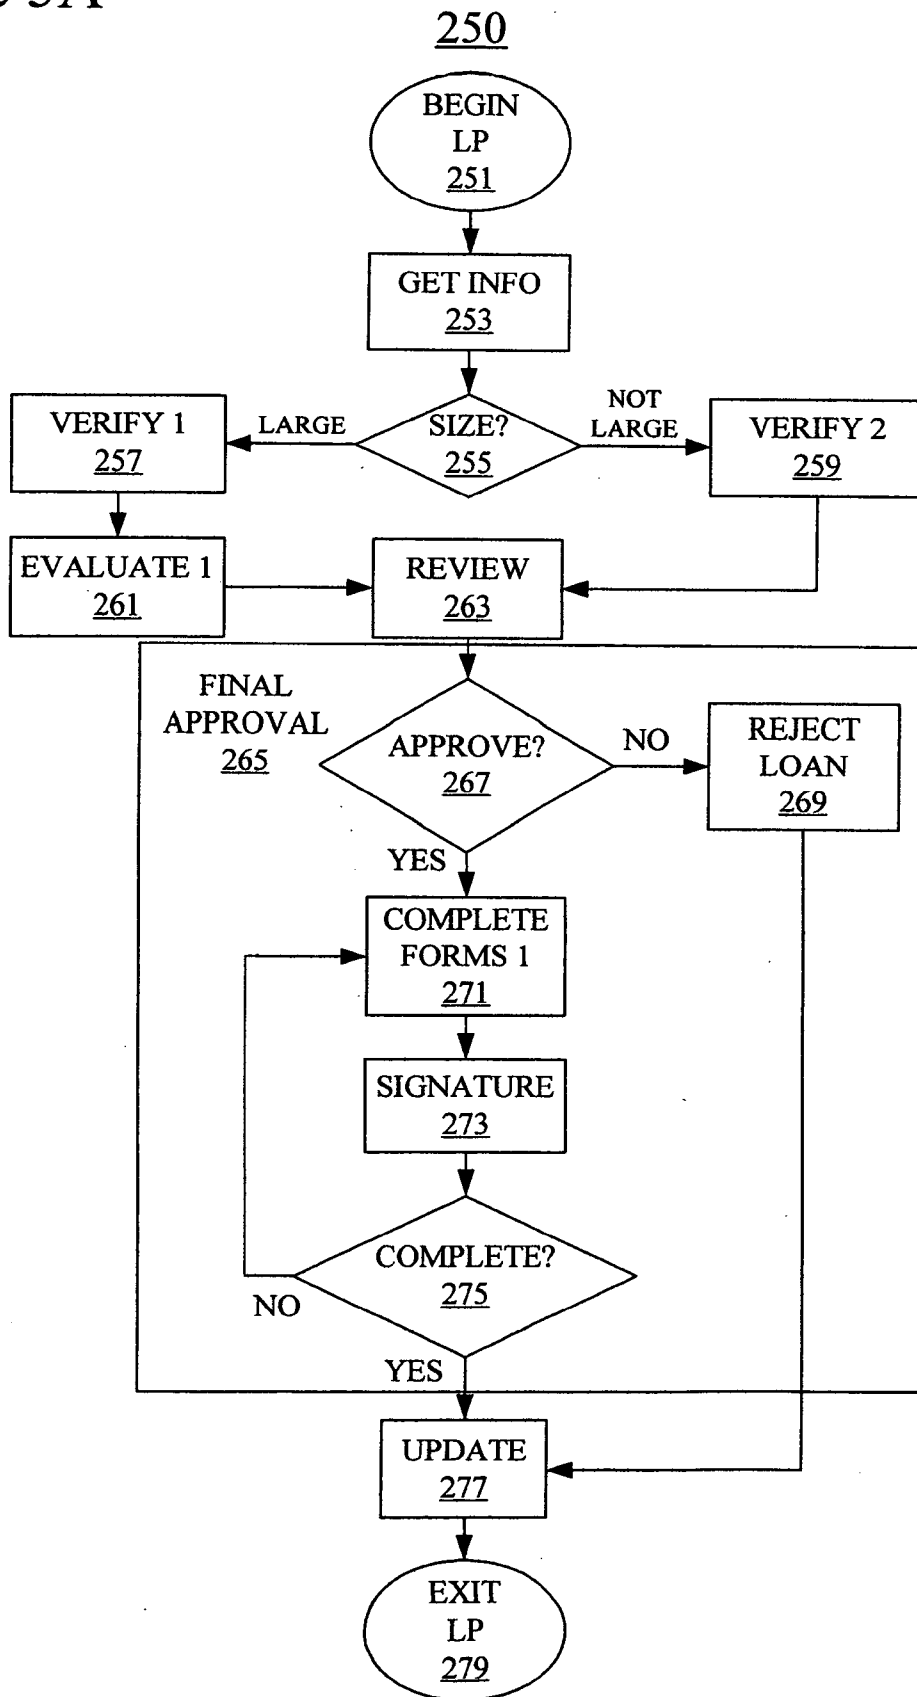 250
BEGIN
LP
251
GET INFO
253
SIZE?
255
LARGE
NOT
LARGE
VERIFY 1
257
VERIFY 2
259
EVALUATE 1
261
REVIEW
263
FINAL
APPROVAL
265
APPROVE?
267
NO
REJECT
LOAN
269
YES
COMPLETE
FORMS 1
271
SIGNATURE
273
COMPLETE?
275
NO
YES
UPDATE
277
EXIT
LP
279